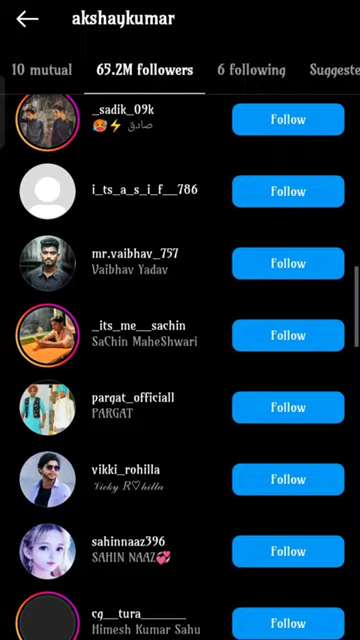 akshaykumar
10 mutual 65.2M followers 6 following Suggeste
_sadik_09k
🥵⚡ صادق
Follow
i_ts_a_s_i_f__786
Follow
mr.vaibhav_757
Vaibhav Yadav
Follow
_its_me__sachin
SaChin MaheShwari
Follow
pargat_officiall
PARGAT
Follow
vikki_rohilla
𝒱𝒾𝒸𝓀𝓎 𝑅♡𝒽𝒾𝓁𝓁𝒶
Follow
sahinnaaz396
SAHIN NAAZ💞
Follow
cg__tura______
Himesh Kumar Sahu
Follow